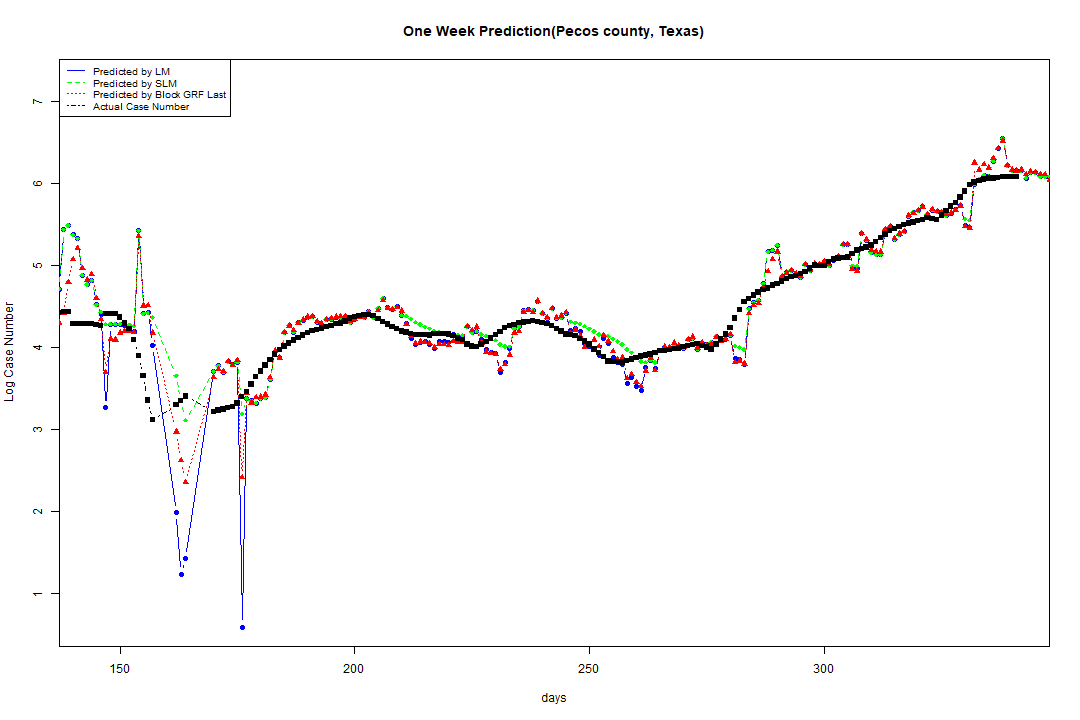 One Week Prediction(Pecos county, Texas)
Predicted by LM
Predicted by SLM
Predicted by Block GRF Last
Actual Case Number
7
6
5
4
3
2
1
Log Case Number
150 200 250 300
days